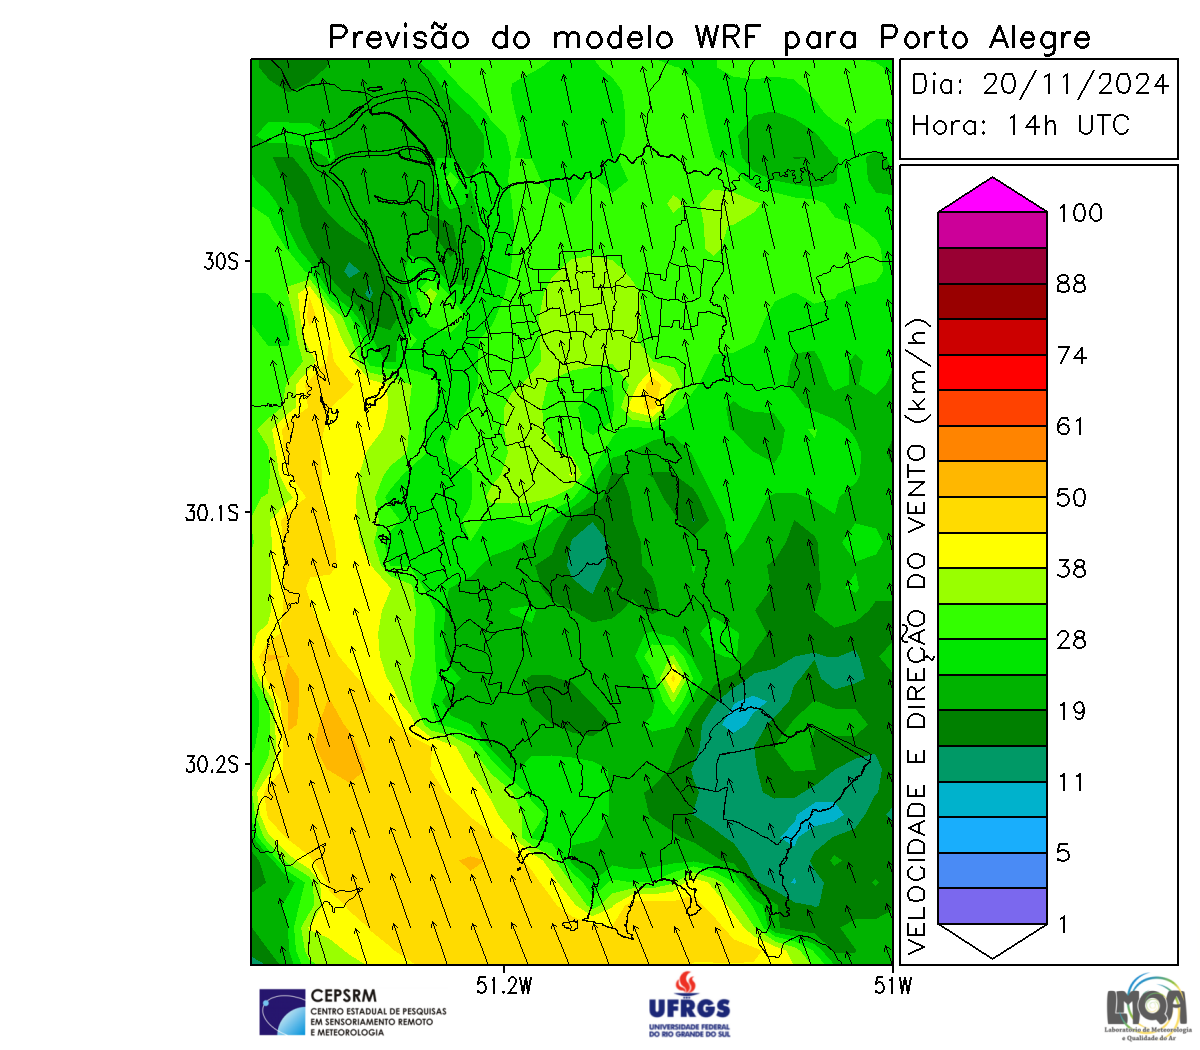 Previsão do modelo WRF para Porto Alegre
Dia: 20/11/2024
Hora: 14h UTC
30S
30.1S
30.2S
51.2W
51W
VELOCIDADE E DIREÇÃO DO VENTO (km/h)
100
88
74
61
50
38
28
19
11
5
1
CEPSRM
CENTRO ESTADUAL DE PESQUISAS
EM SENSORIAMENTO REMOTO
E METEOROLOGIA
UFRGS
UNIVERSIDADE FEDERAL
DO RIO GRANDE DO SUL
LMQA
Laboratório de Meteorologia
e Qualidade do Ar